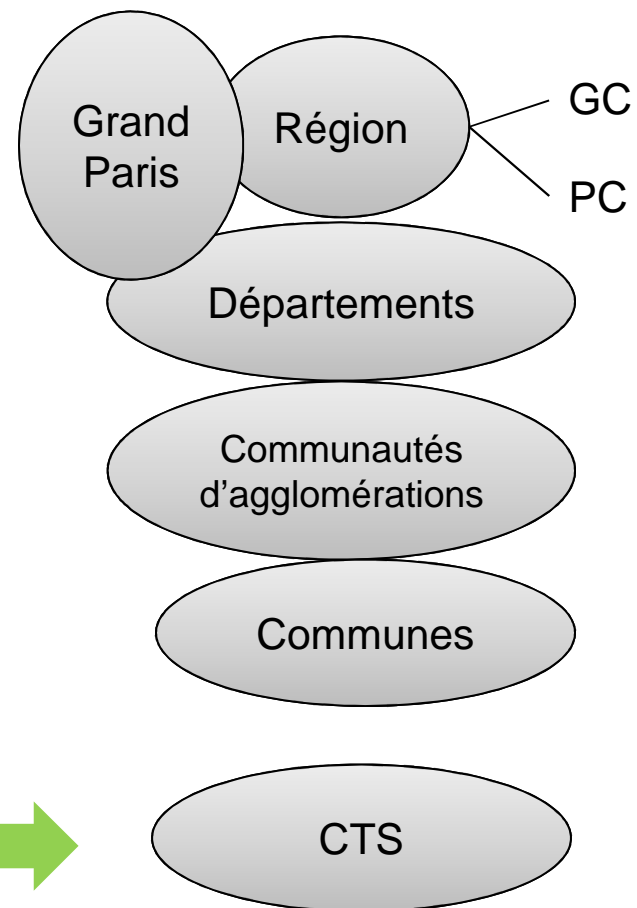 Grand
Paris
Région
GC
PC
Départements
Communautés
d'agglomérations
Communes
CTS